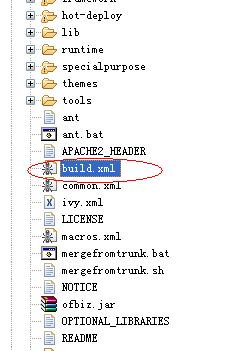 framework
hot-deploy
lib
runtime
specialpurpose
themes
tools
ant
ant.bat
APACHE2_HEADER
build.xml
common.xml
ivy.xml
LICENSE
macros.xml
mergefromtrunk.bat
mergefromtrunk.sh
NOTICE
ofbiz.jar
OPTIONAL_LIBRARIES
README